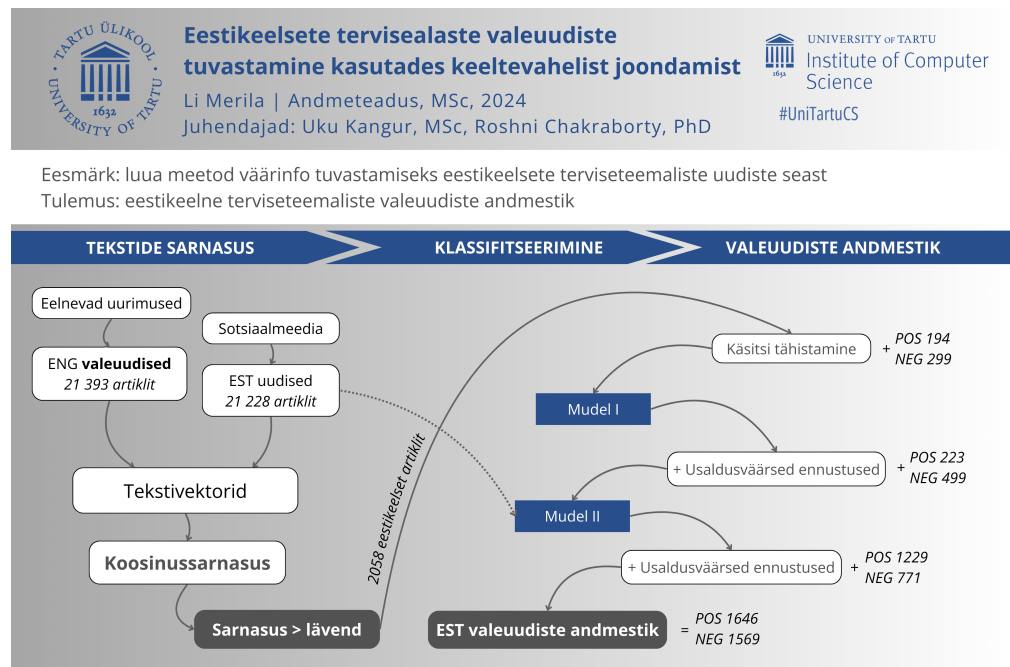 TARTU ÜLIKOOL
UNIVERSITY OF TARTU
1632
Eestikeelsete tervisealaste valeuudiste
tuvastamine kasutades keeltevahelist joondamist
Li Merila | Andmeteadus, MSc, 2024
Juhendajad: Uku Kangur, MSc, Roshni Chakraborty, PhD
1632
UNIVERSITY OF TARTU
Institute of Computer
Science
#UniTartuCS
Eesmärk: luua meetod väärinfo tuvastamiseks eestikeelsete terviseteemaliste uudiste seast
Tulemus: eestikeelne terviseteemaliste valeuudiste andmestik
TEKSTIDE SARNASUS
KLASSIFITSEERIMINE
VALEUUDISTE ANDMESTIK
Eelnevad uurimused
ENG valeuudised
21 393 artiklit
Sotsiaalmeedia
EST uudised
21 228 artiklit
Tekstivektorid
Koosinussarnasus
Sarnasus > lävend
2058 eestikeelset artiklit
Käsitsi tähistamine
+ POS 194
NEG 299
Mudel I
+ Usaldusväärsed ennustused
+ POS 223
NEG 499
Mudel II
+ Usaldusväärsed ennustused
+ POS 1229
NEG 771
EST valeuudiste andmestik
= POS 1646
NEG 1569